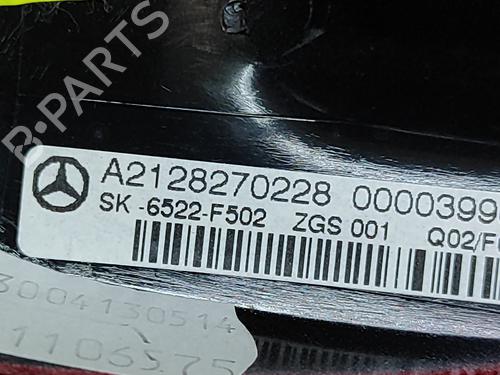 B-PARTS
A2128270228 0000399
SK -6522-F502 ZGS 001 Q02/F
3004130514
1106575